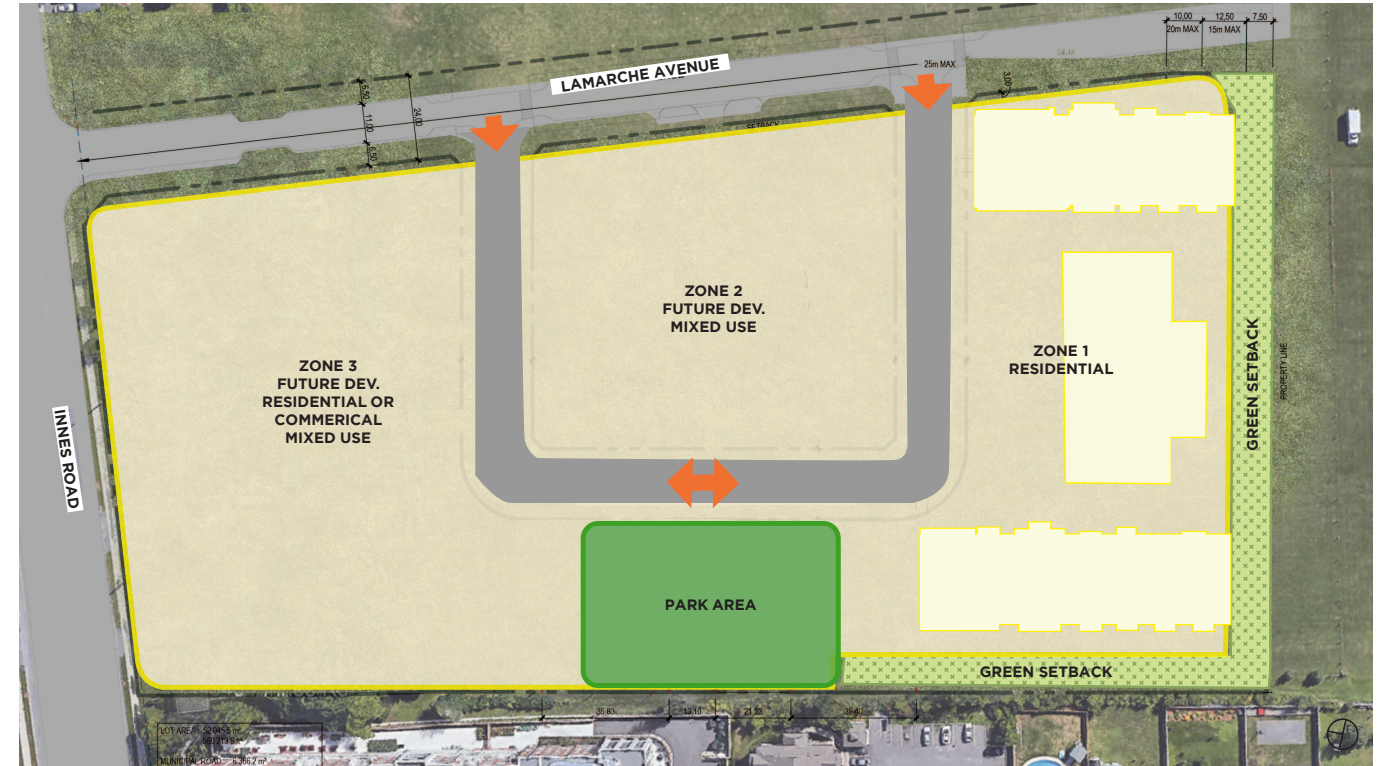 10,00
12,50
7,50
20m MAX
15m MAX
LAMARCHE AVENUE
25m MAX
3,00
6,50
11,00
24,00
6,50
SETBACK
ZONE 2
FUTURE DEV.
MIXED USE
ZONE 1
RESIDENTIAL
ZONE 3
FUTURE DEV.
RESIDENTIAL OR
COMMERICAL
MIXED USE
GREEN SETBACK
PROPERTY LINE
INNES ROAD
PARK AREA
GREEN SETBACK
35,83
13,16
21,23
35,40
LOT AREA
MUNICIPAL ROAD